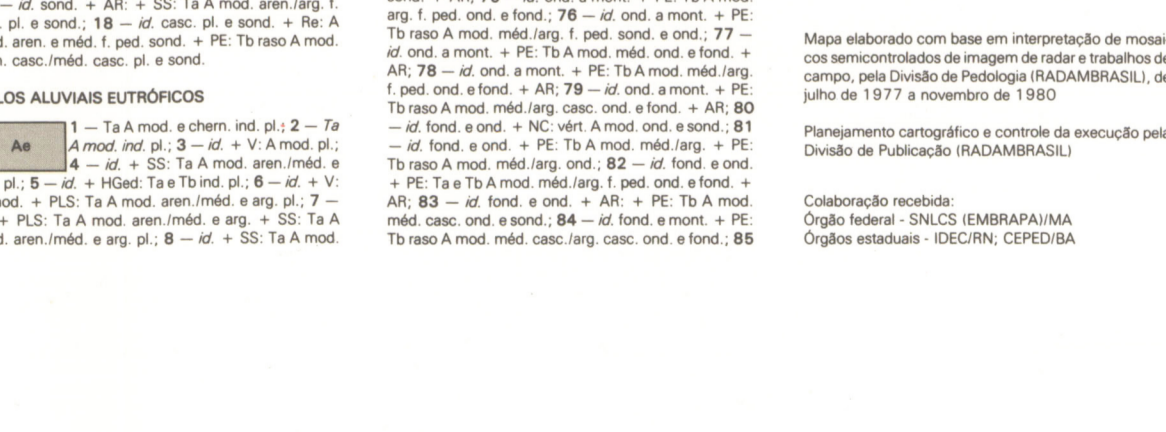 — id. sond. + AR: + SS: Ta A mod. aren./arg. f.
pl. e sond.; 18 — id. casc. pl. e sond. + Re: A
aren. e méd. f. ped. sond. + PE: Tb raso A mod.
casc./méd. casc. pl. e sond.
LOS ALUVIAIS EUTRÓFICOS
Ae
1 — Ta A mod. e chern. ind. pl.; 2 — Ta
A mod. ind. pl.; 3 — id. + V: A mod. pl.;
4 — id. + SS: Ta A mod. aren./méd. e
pl.; 5 — id. + HGed: Ta e Tb ind. pl.; 6 — id. + V:
mod. + PLS: Ta A mod. aren./méd. e arg. pl.; 7 —
+ PLS: Ta A mod. aren./méd. e arg. + SS: Ta A
aren./méd. e arg. pl.; 8 — id. + SS: Ta A mod.
arg. f. ped. ond. e fond.; 76 — id. ond. a mont. + PE:
Tb raso A mod. méd./arg. f. ped. sond. e ond.; 77 —
id. ond. a mont. + PE: Tb A mod. méd. ond. e fond. +
AR; 78 — id. ond. a mont. + PE: Tb A mod. méd./arg.
f. ped. ond. e fond. + AR; 79 — id. ond. a mont. + PE:
Tb raso A mod. méd./arg. casc. ond. e fond. + AR; 80
— id. fond. e ond. + NC: vért. A mod. ond. e sond.; 81
— id. fond. e ond. + PE: Tb A mod. méd./arg. + PE:
Tb raso A mod. méd./arg. ond.; 82 — id. fond. e ond.
+ PE: Ta e Tb A mod. méd./arg. f. ped. ond. e fond. +
AR; 83 — id. fond. e ond. + AR: + PE: Tb A mod.
méd. casc. ond. e sond.; 84 — id. fond. e mont. + PE:
Tb raso A mod. méd. casc./arg. casc. ond. e fond.; 85
Mapa elaborado com base em interpretação de mosai
cos semicontrolados de imagem de radar e trabalhos de
campo, pela Divisão de Pedologia (RADAMBRASIL), de
julho de 1977 a novembro de 1980
Planejamento cartográfico e controle da execução pela
Divisão de Publicação (RADAMBRASIL)
Colaboração recebida:
Órgão federal - SNLCS (EMBRAPA)/MA
Órgãos estaduais - IDEC/RN; CEPED/BA